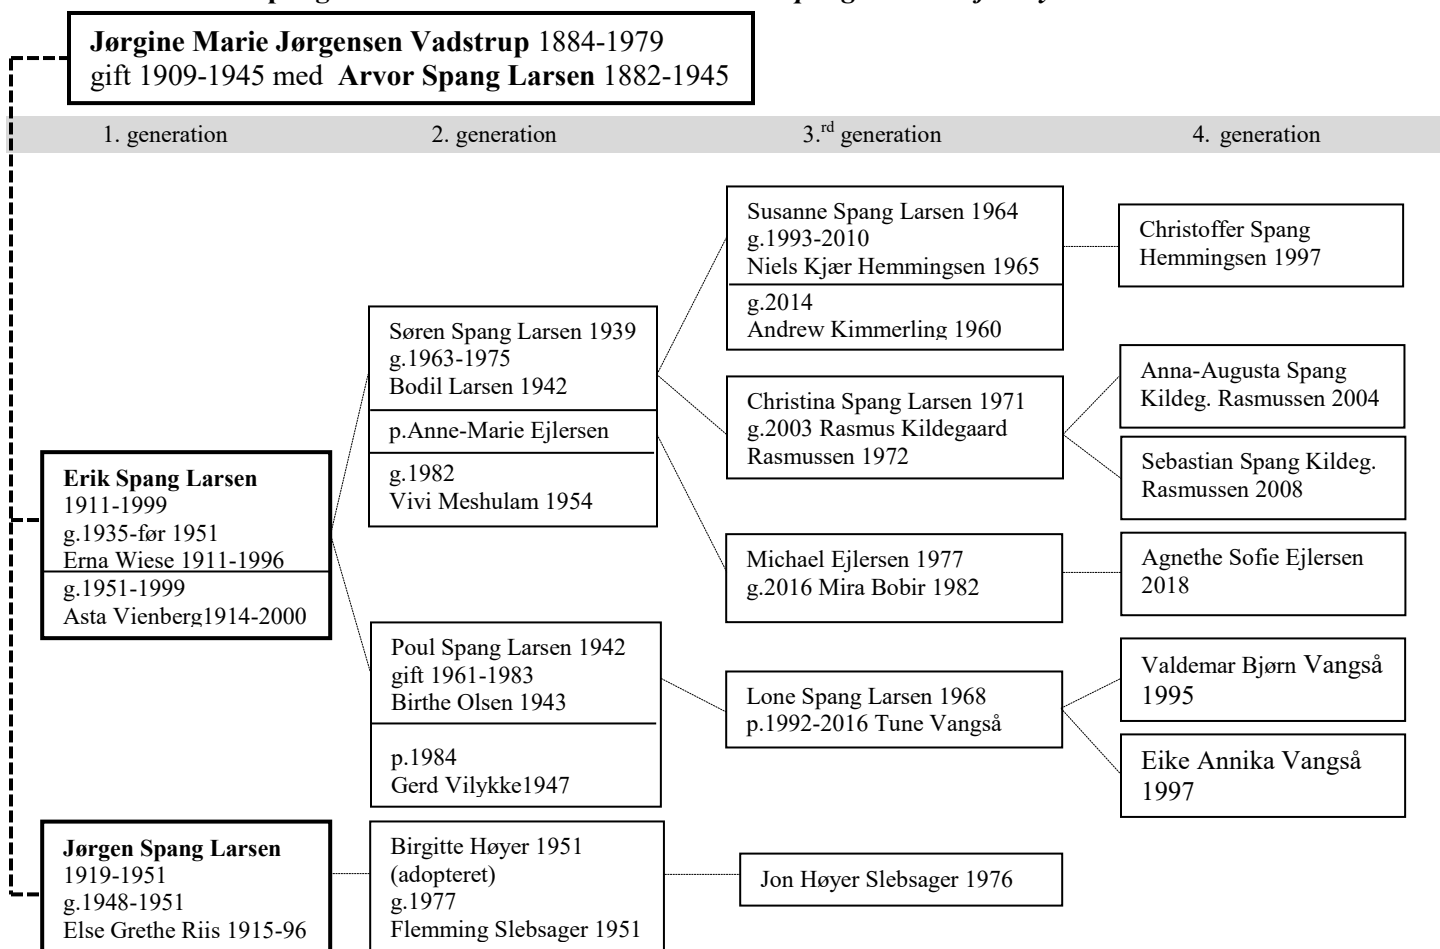 Jørgine Marie Jørgensen Vadstrup 1884-1979
gift 1909-1945 med Arvor Spang Larsen 1882-1945
1. generation
2. generation
3.rd generation
4. generation
Erik Spang Larsen
1911-1999
g.1935-før 1951
Erna Wiese 1911-1996
g.1951-1999
Asta Vienberg1914-2000
Søren Spang Larsen 1939
g.1963-1975
Bodil Larsen 1942
p.Anne-Marie Ejlersen
g.1982
Vivi Meshulam 1954
Susanne Spang Larsen 1964
g.1993-2010
Niels Kjær Hemmingsen 1965
g.2014
Andrew Kimmerling 1960
Christoffer Spang
Hemmingsen 1997
Christina Spang Larsen 1971
g.2003 Rasmus Kildegaard
Rasmussen 1972
Anna-Augusta Spang
Kildeg. Rasmussen 2004
Sebastian Spang Kildeg.
Rasmussen 2008
Michael Ejlersen 1977
g.2016 Mira Bobir 1982
Agnethe Sofie Ejlersen
2018
Poul Spang Larsen 1942
gift 1961-1983
Birthe Olsen 1943
p.1984
Gerd Vilykke1947
Lone Spang Larsen 1968
p.1992-2016 Tune Vangså
Valdemar Bjørn Vangså
1995
Eike Annika Vangså
1997
Jørgen Spang Larsen
1919-1951
g.1948-1951
Else Grethe Riis 1915-96
Birgitte Høyer 1951
(adopteret)
g.1977
Flemming Slebsager 1951
Jon Høyer Slebsager 1976